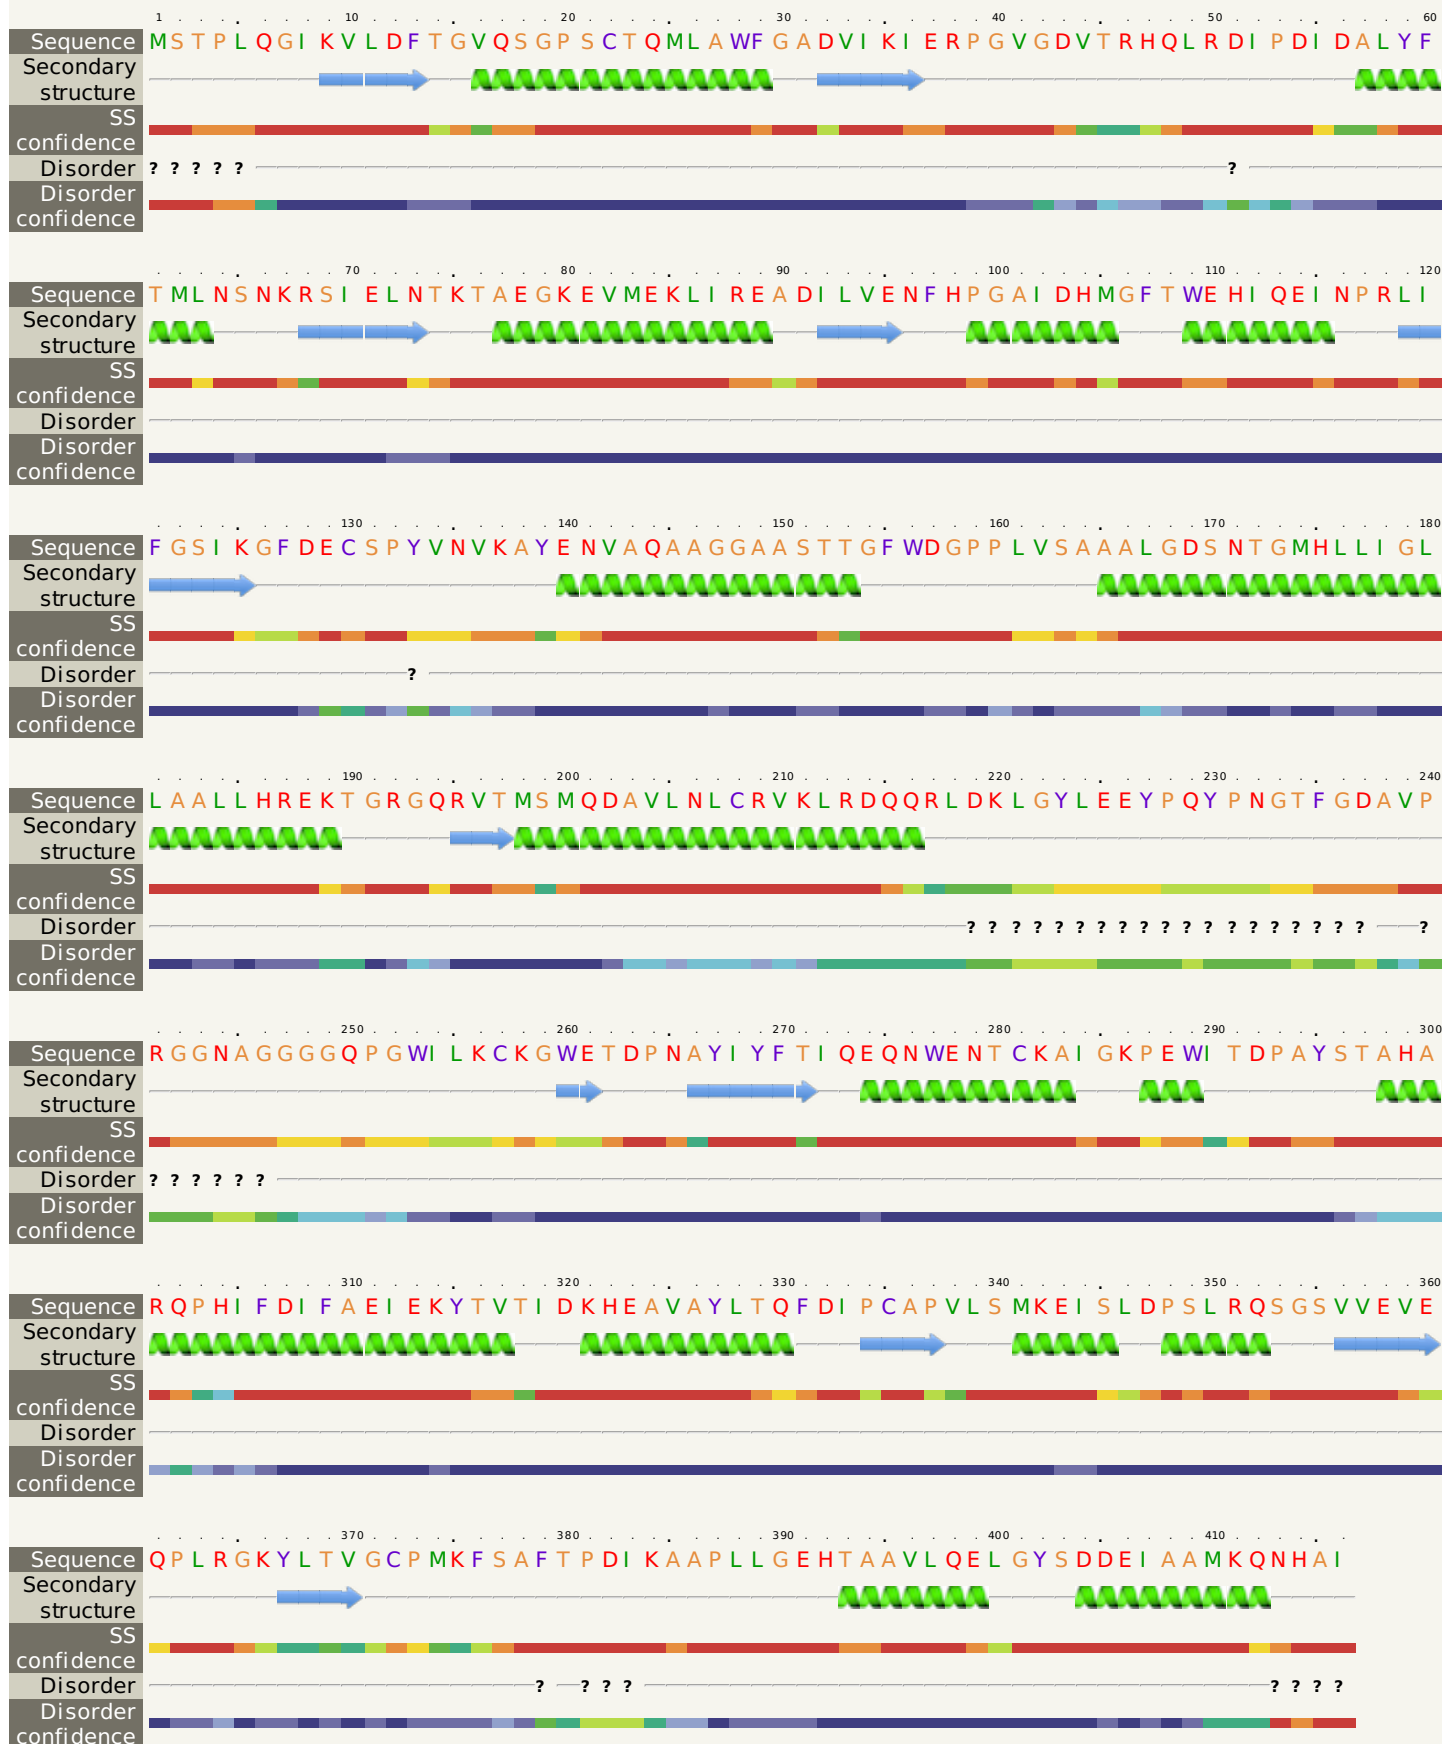 1 . . . . . . . . 10 . . . . . . . . . 20 . . . . . . . . . 30 . . . . . . . . . 40 . . . . . . . . . 50 . . . . . . . . . 60
Sequence MSTPLQGIKVLDFTGVQSGPSCTQMLAWFGADVIKIERPGVGDVTRHQLRDIPDIDALYF
Secondary
structure
SS
confidence
Disorder ? ? ? ? ? ?
Disorder
confidence
. . . . . . . . . 70 . . . . . . . . . 80 . . . . . . . . . 90 . . . . . . . . . 100 . . . . . . . . . 110 . . . . . . . . . 120
Sequence TMLNSNKRSIELNTKTAEGKEVMEKLIREADILVENFHPGAIDHMGFTWEHIQEINPRLI
Secondary
structure
SS
confidence
Disorder
Disorder
confidence
. . . . . . . . . 130 . . . . . . . . . 140 . . . . . . . . . 150 . . . . . . . . . 160 . . . . . . . . . 170 . . . . . . . . . 180
Sequence FGSIKGFDECSPYVNVKAYENVAQAAGGAASTTGFWDGPPLVSAAALGDSNTGMHLLIGL
Secondary
structure
SS
confidence
Disorder ?
Disorder
confidence
. . . . . . . . . 190 . . . . . . . . . 200 . . . . . . . . . 210 . . . . . . . . . 220 . . . . . . . . . 230 . . . . . . . . . 240
Sequence LAALLHREKTGRGQRVTMSMQDAVLNLCRVKLRDQQRLDKLGYLEEYPQYPNGTFGDAVP
Secondary
structure
SS
confidence
Disorder ? ? ? ? ? ? ? ? ? ? ? ? ? ? ? ? ? ? ? ?
Disorder
confidence
. . . . . . . . . 250 . . . . . . . . . 260 . . . . . . . . . 270 . . . . . . . . . 280 . . . . . . . . . 290 . . . . . . . . . 300
Sequence RGGNAGGGGQPGWILKCKGWETDPNAYIYFTIQEQNWENTCKAIGKPEWITDPAYSTAHA
Secondary
structure
SS
confidence
Disorder ? ? ? ? ? ?
Disorder
confidence
. . . . . . . . . 310 . . . . . . . . . 320 . . . . . . . . . 330 . . . . . . . . . 340 . . . . . . . . . 350 . . . . . . . . . 360
Sequence RQPHIFDIFAEIEKYTVTIDKHEAVAYLTQFDIPCAPVLSMKEISLDPSLRQSGSVVEVE
Secondary
structure
SS
confidence
Disorder
Disorder
confidence
. . . . . . . . . 370 . . . . . . . . . 380 . . . . . . . . . 390 . . . . . . . . . 400 . . . . . . . . . 410 . . . . . .
Sequence QPLRGKYLTVGCPMKFSAFTPDIKAAPLLGEHTAAVLQELGYSDDEIAAMKQNHAI
Secondary
structure
SS
confidence
Disorder ? ? ? ? ? ? ? ?
Disorder
confidence